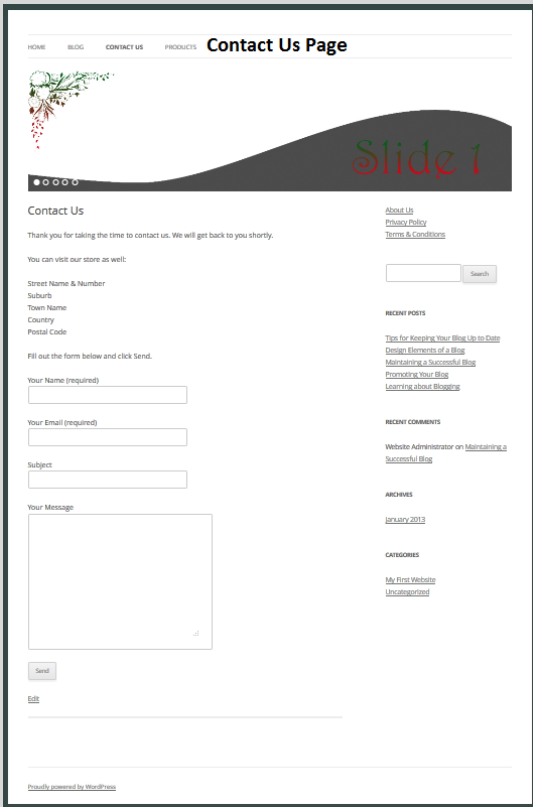 HOME BLOG CONTACT US PRODUCTS Contact Us Page
Slide 1
Contact Us
Thank you for taking the time to contact us. We will get back to you shortly.
You can visit our store as well:
Street Name & Number
Suburb
Town Name
Country
Postal Code
Fill out the form below and click Send.
Your Name (required)
Your Email (required)
Subject
Your Message
Send
Edit
About Us
Privacy Policy
Terms & Conditions
Search
RECENT POSTS
Tips for Keeping Your Blog Up to Date
Design Elements of a Blog
Maintaining a Successful Blog
Promoting Your Blog
Learning about Blogging
RECENT COMMENTS
Website Administrator on Maintaining a
Successful Blog
ARCHIVES
January 2013
CATEGORIES
My First Website
Uncategorized
Proudly powered by WordPress